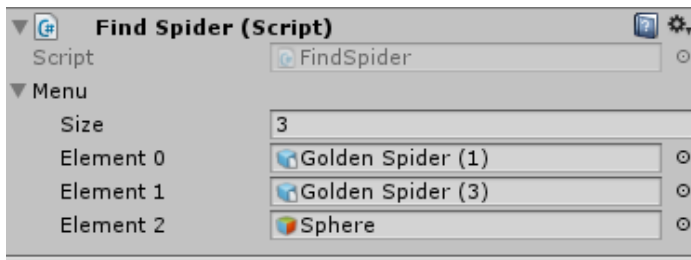 Find Spider (Script)
Script FindSpider
Menu
Size 3
Element 0 Golden Spider (1)
Element 1 Golden Spider (3)
Element 2 Sphere